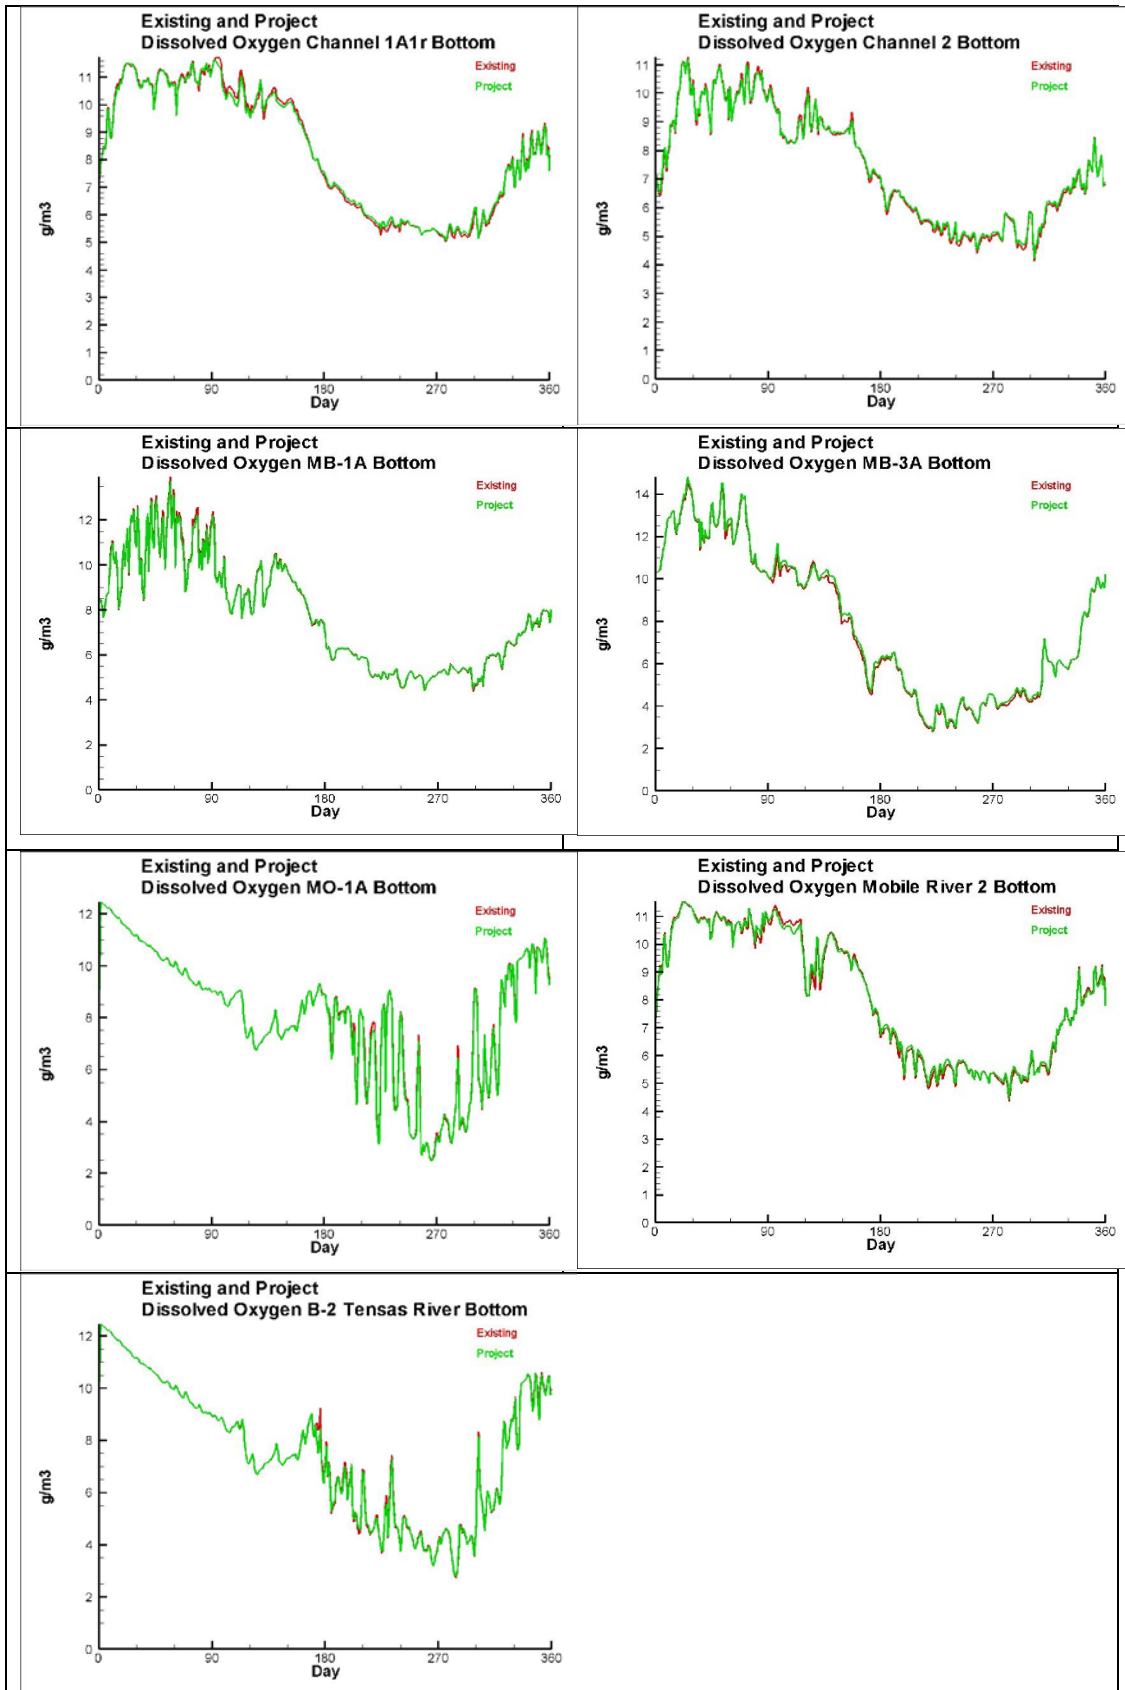 Existing and Project
Dissolved Oxygen Channel 1A1r Bottom
Existing
Project
11
10
9
8
7
6
5
4
3
2
1
0
g/m3
0 90 180 270 360
Day
Existing and Project
Dissolved Oxygen Channel 2 Bottom
Existing
Project
11
10
9
8
7
6
5
4
3
2
1
0
g/m3
0 90 180 270 360
Day
Existing and Project
Dissolved Oxygen MB-1A Bottom
Existing
Project
12
10
8
6
4
2
0
g/m3
0 90 180 270 360
Day
Existing and Project
Dissolved Oxygen MB-3A Bottom
Existing
Project
14
12
10
8
6
4
2
0
g/m3
0 90 180 270 360
Day
Existing and Project
Dissolved Oxygen MO-1A Bottom
Existing
Project
12
10
8
6
4
2
0
g/m3
0 90 180 270 360
Day
Existing and Project
Dissolved Oxygen Mobile River 2 Bottom
Existing
Project
11
10
9
8
7
6
5
4
3
2
1
0
g/m3
0 90 180 270 360
Day
Existing and Project
Dissolved Oxygen B-2 Tensas River Bottom
Existing
Project
12
10
8
6
4
2
0
g/m3
0 90 180 270 360
Day